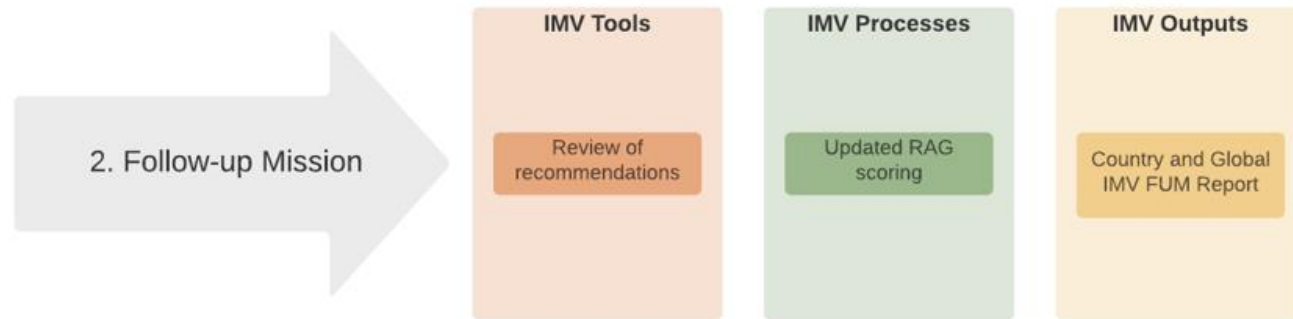 2. Follow-up Mission
IMV Tools
Review of
recommendations
IMV Processes
Updated RAG
scoring
IMV Outputs
Country and Global
IMV FUM Report